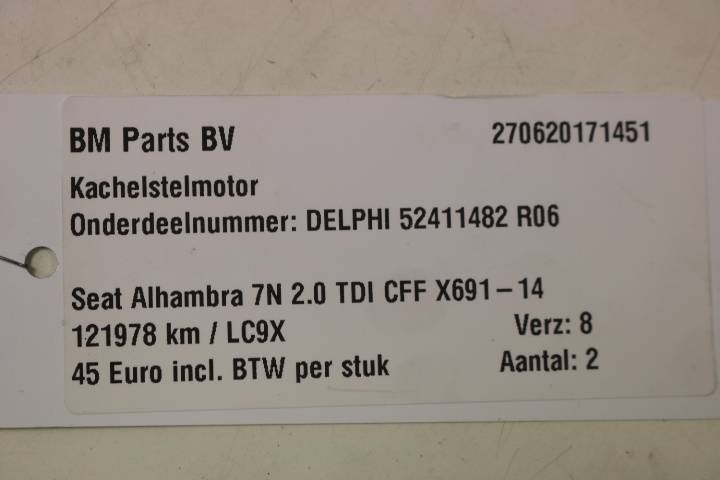 BM Parts BV 270620171451
Kachelstelmotor
Onderdeelnummer: DELPHI 52411482 R06
Seat Alhambra 7N 2.0 TDI CFF X691-14
121978 km / LC9X Verz: 8
45 Euro incl. BTW per stuk Aantal: 2